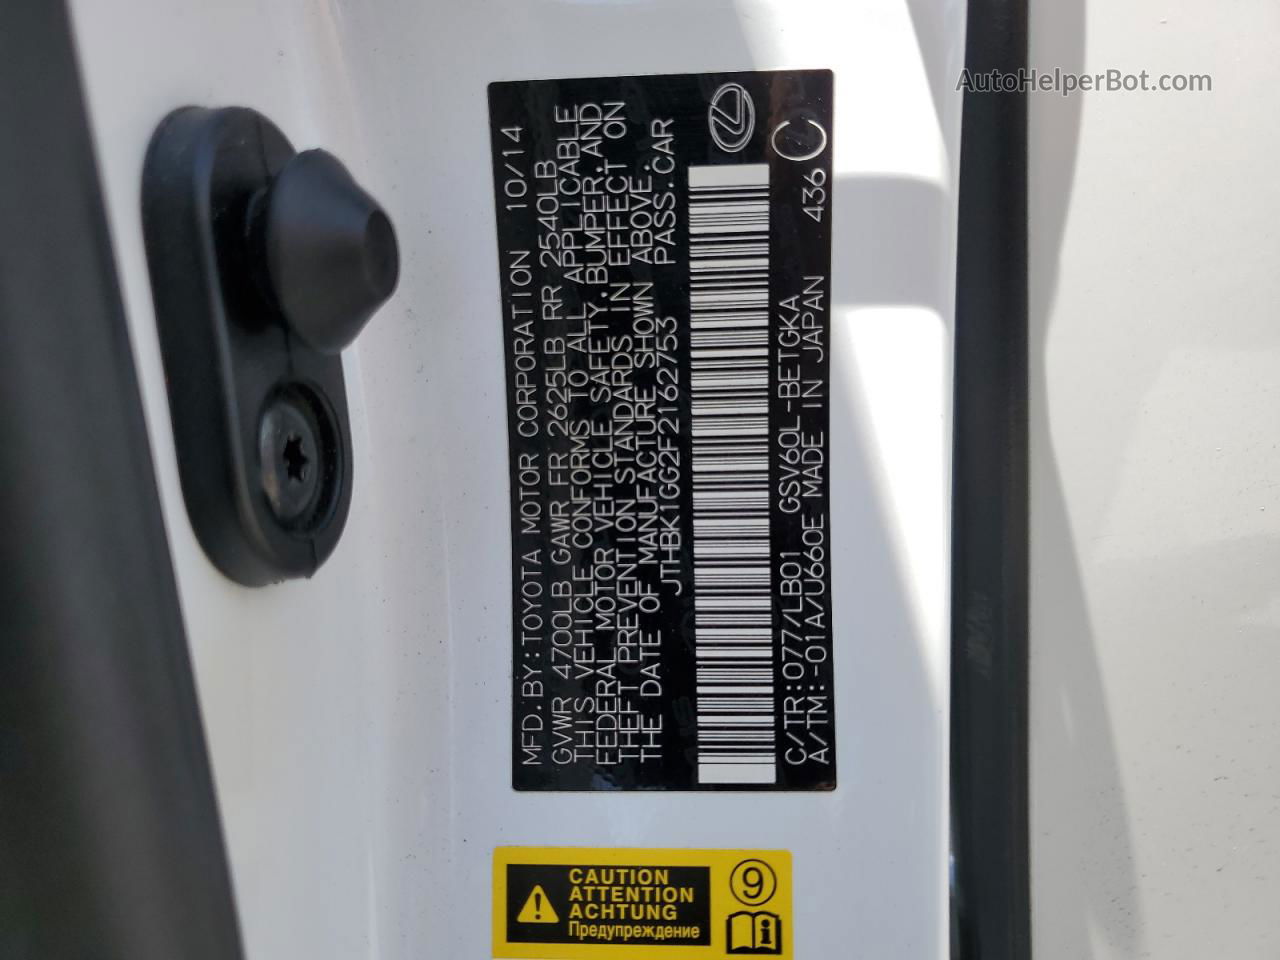 AutoHelperBot.com
MFD.BY:TOYOTA MOTOR CORPORATION 10/14
GVWR 4700LB GAWR FR 2625LB RR 2540LB
THIS VEHICLE CONFORMS TO ALL APPLICABLE
FEDERAL MOTOR VEHICLE SAFETY,BUMPER,AND
THEFT PREVENTION STANDARDS IN EFFECT ON
THE DATE OF MANUFACTURE SHOWN ABOVE.
JTHBK1GG2F2162753 PASS.CAR
C/TR:077/LB01 GSV60L-BETGKA
A/TM:-01A/U660E MADE IN JAPAN 436
CAUTION
ATTENTION
ACHTUNG
Предупреждение
9
i